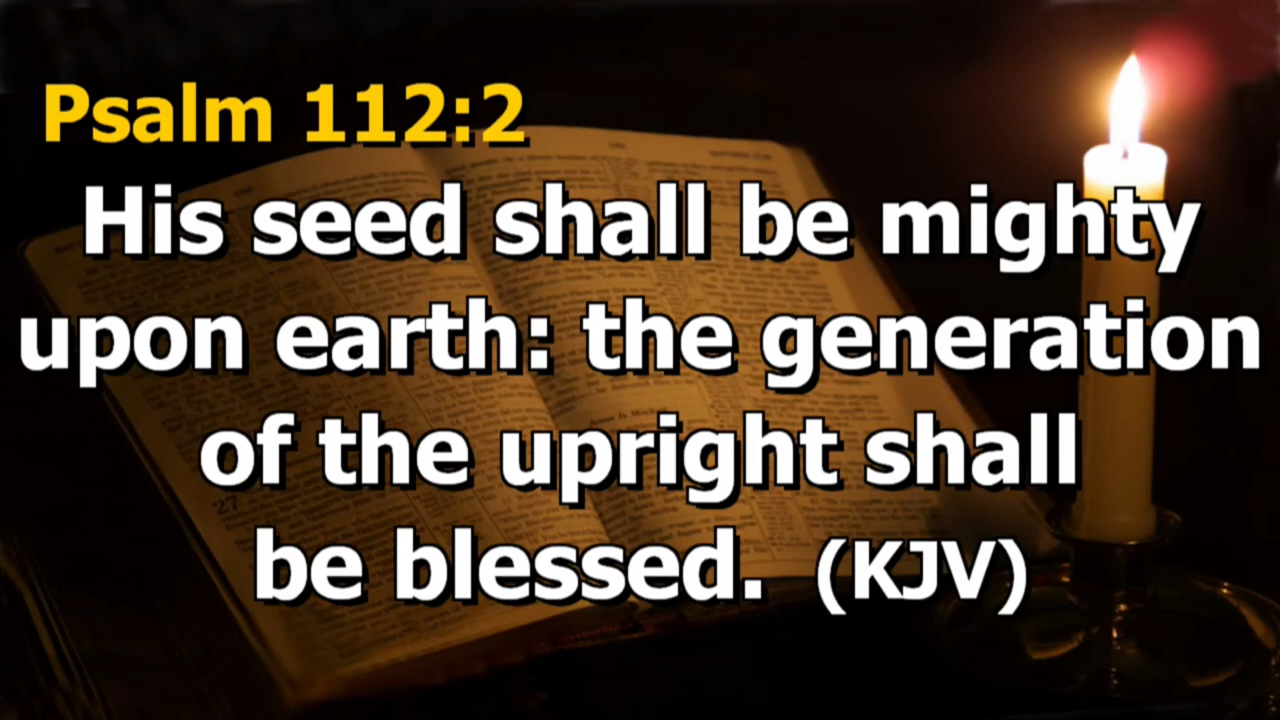 Psalm 112:2
His seed shall be mighty
upon earth: the generation
of the upright shall
be blessed. (KJV)